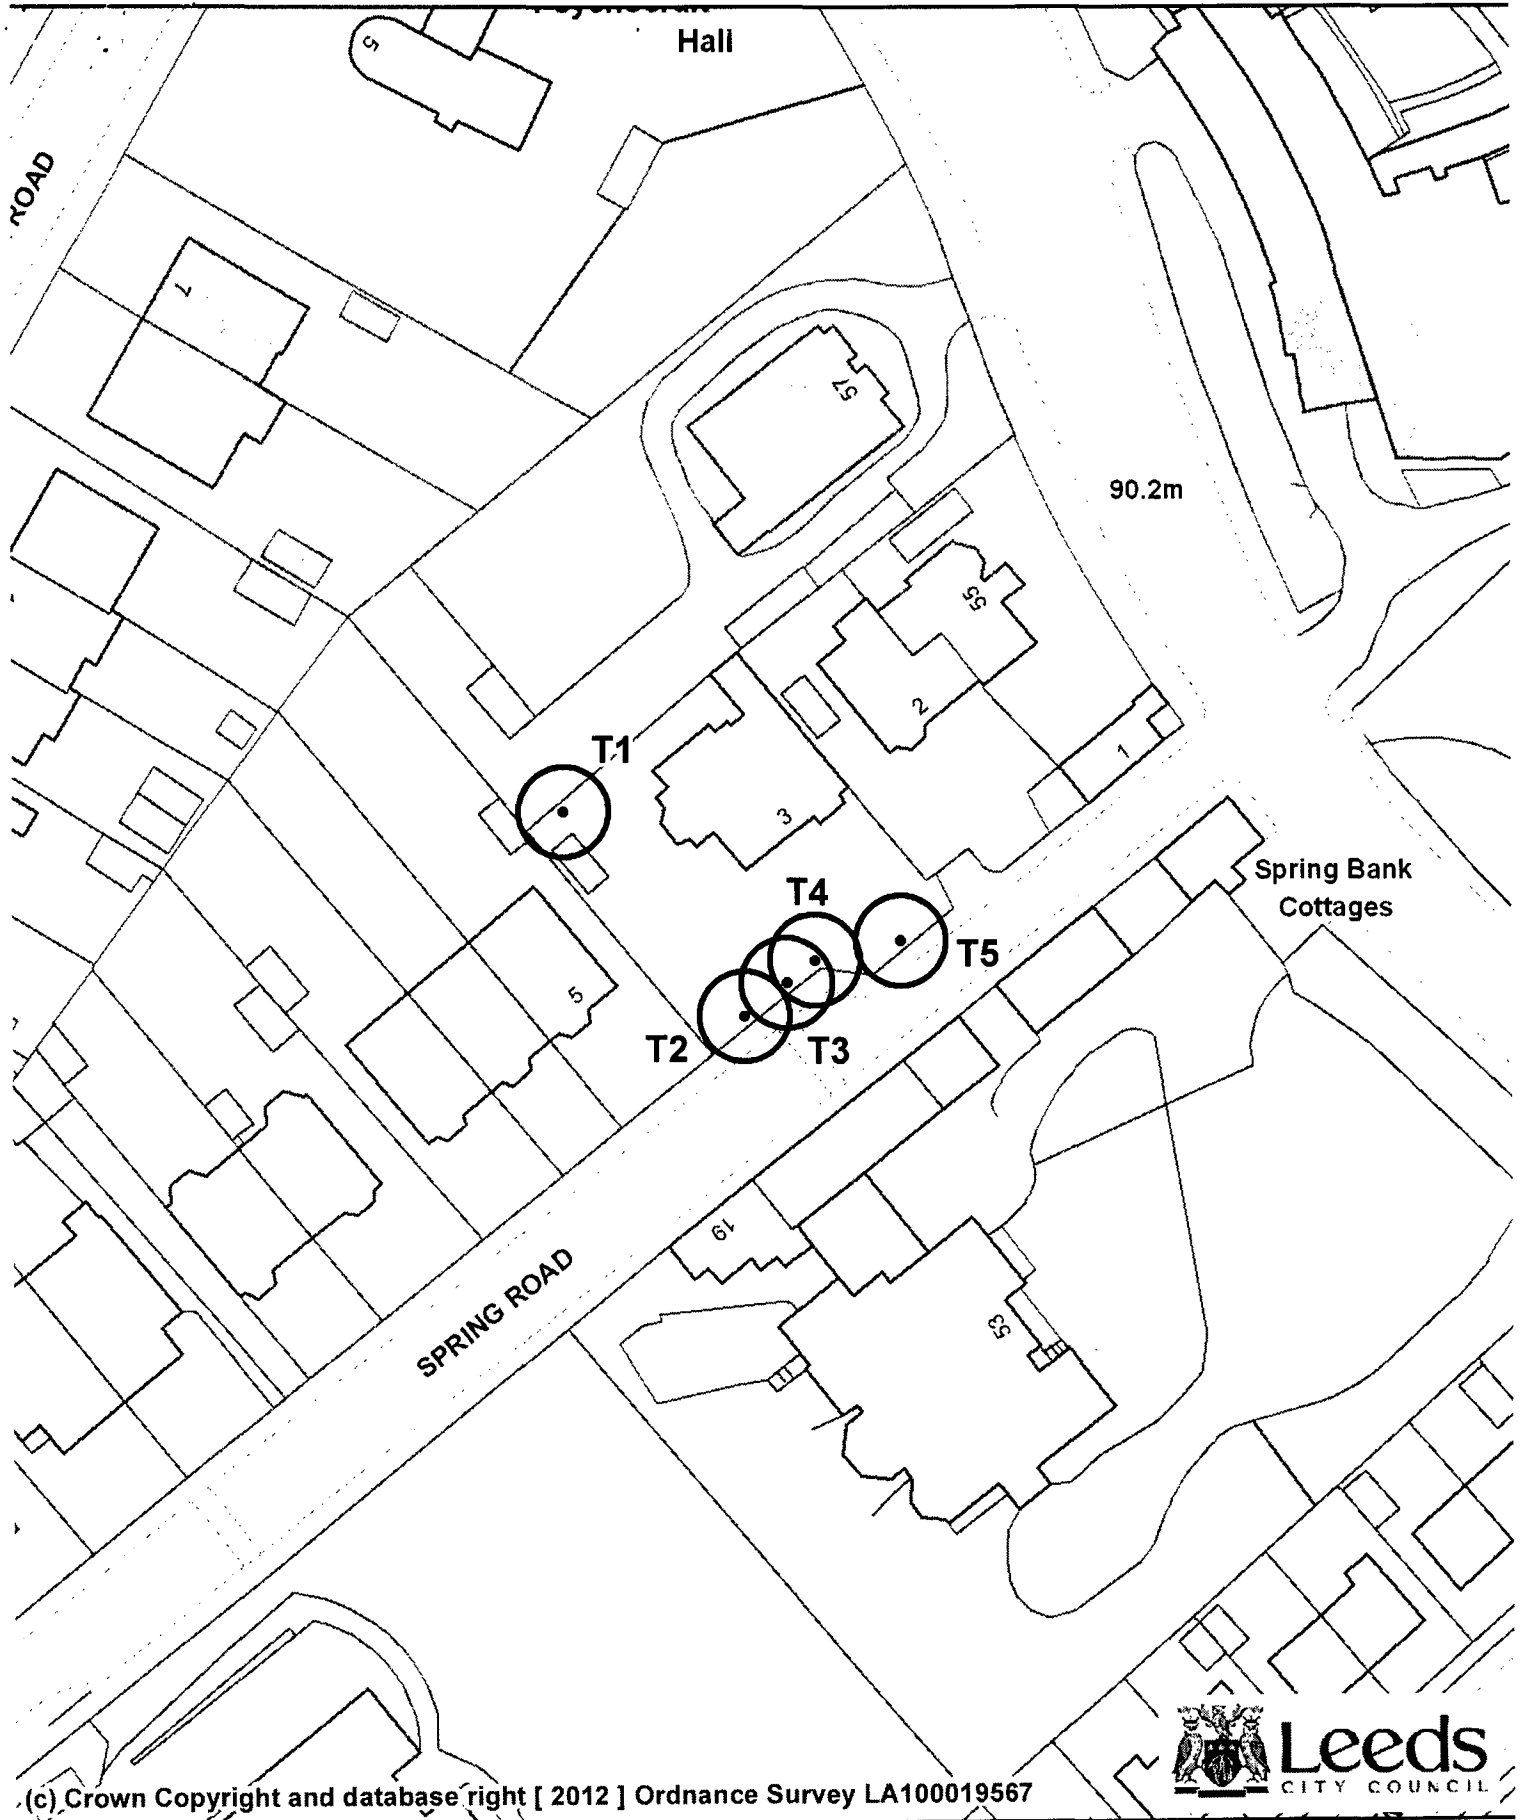 Hall
5
ROAD
7
57
90.2m
55
2
1
T1
3
Spring Bank
Cottages
T4
T5
5
T2
T3
19
SPRING ROAD
53
Leeds
CITY COUNCIL
(c) Crown Copyright and database right [ 2012 ] Ordnance Survey LA100019567